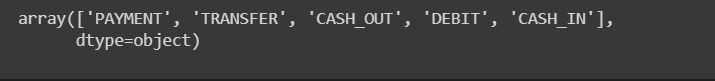 array(['PAYMENT', 'TRANSFER', 'CASH_OUT', 'DEBIT', 'CASH_IN'],
dtype=object)